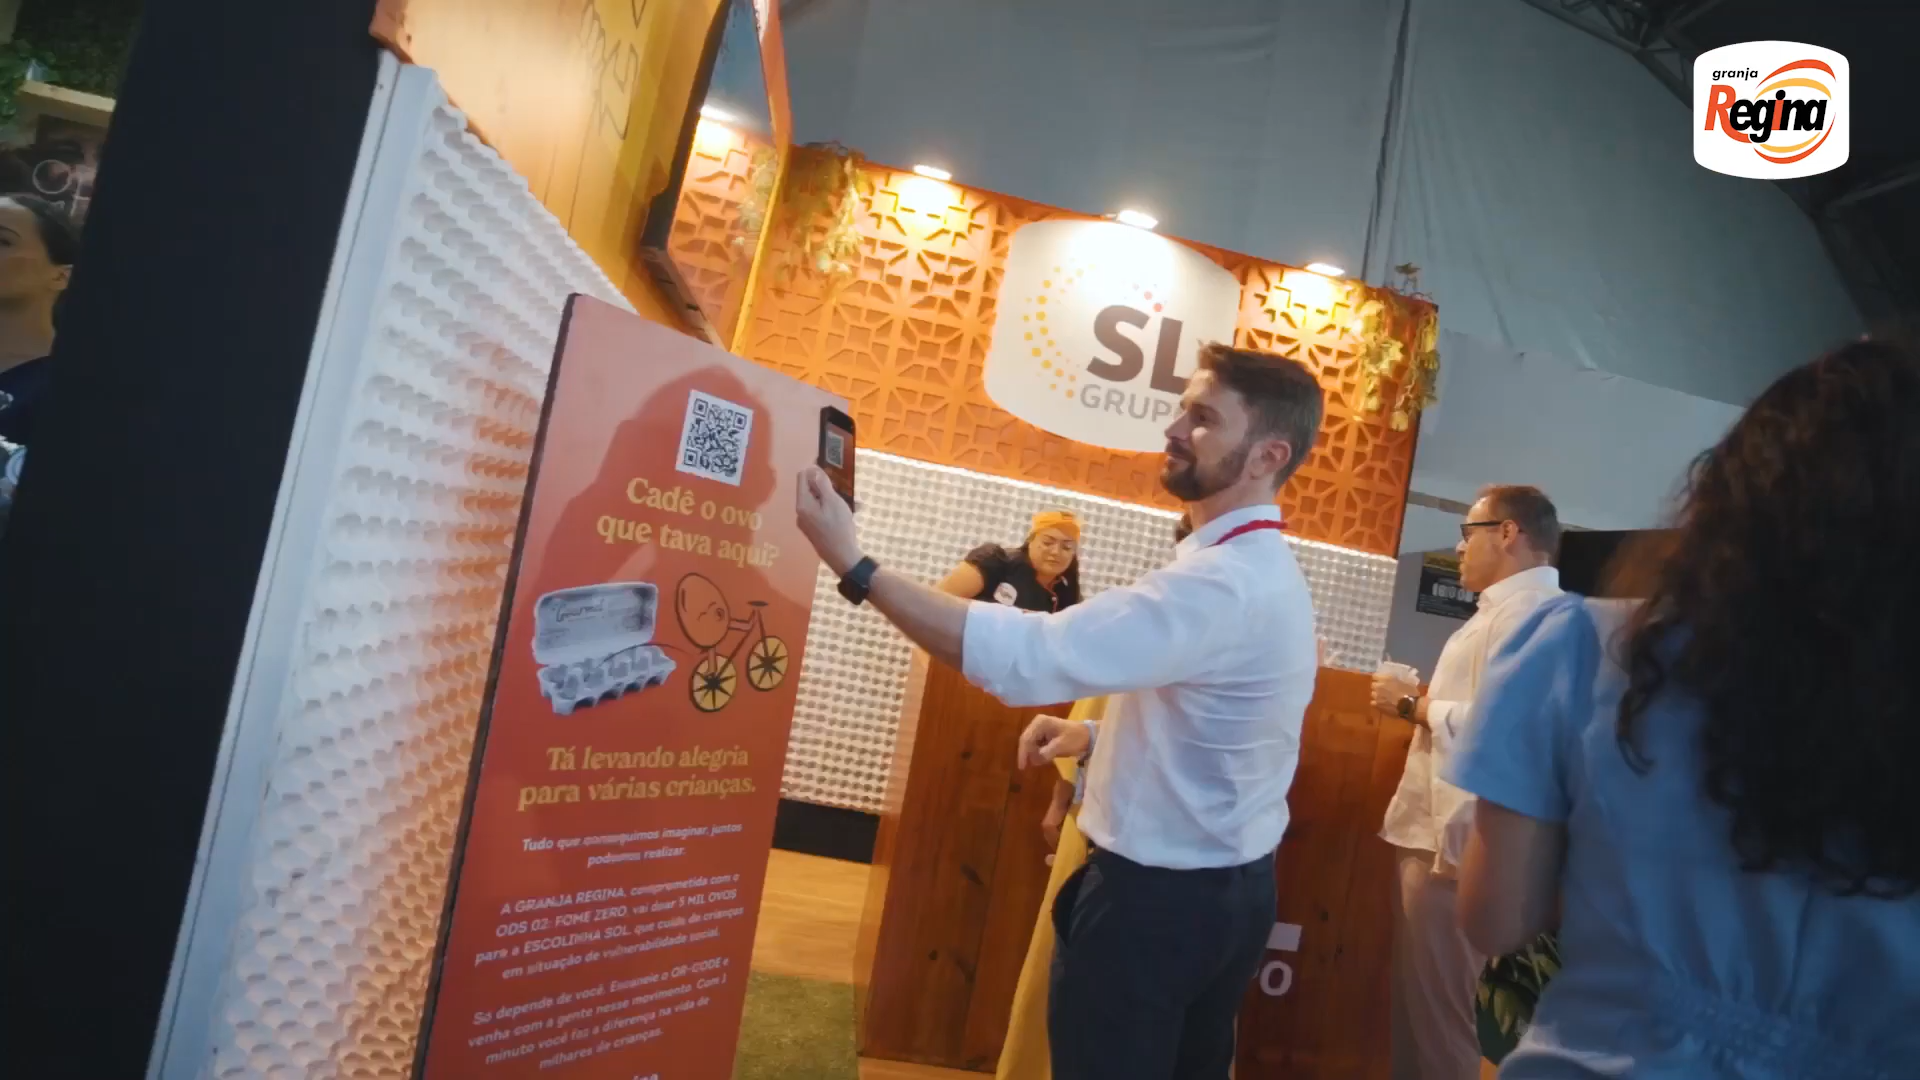 granja
Regina
SL
GRUPO
Cadê o ovo
que tava aqui?
Gourmet
Tá levando alegria
para várias crianças.
Tudo que conseguimos imaginar, juntos
podemos realizar.
A GRANJA REGINA, comprometida com a
ODS 02: FOME ZERO, vai doar 5 MIL OVOS
para a ESCOLINHA SOL, que cuida de crianças
em situação de vulnerabilidade social.
Só depende de você. Escaneie o QR-CODE e
venha com a gente nesse movimento. Com 1
minuto você faz a diferença na vida de
milhares de crianças.
PO